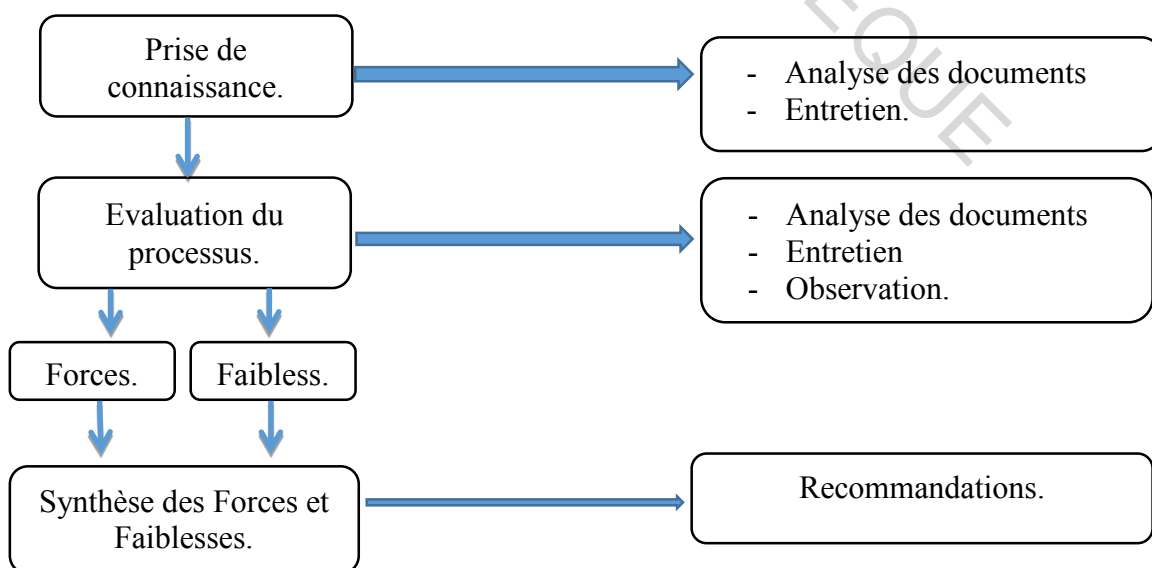 Prise de
connaissance.
- Analyse des documents
- Entretien.
Evaluation du
processus.
- Analyse des documents
- Entretien
- Observation.
Forces.
Faibless.
Synthèse des Forces et
Faiblesses.
Recommandations.